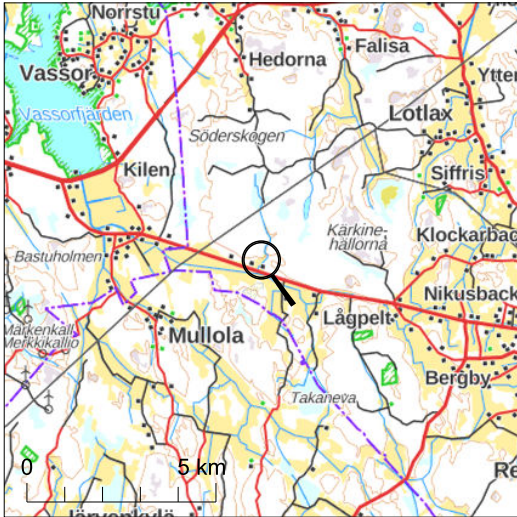 Norrstu
Falisa
Hedorna
Vassor
Ytter
Vassorfjärden
Lotlax
Söderskogen
Kilen
Siffris
Kärkine-
hällorna
Klockarbac
Bastuholmen
Nikusback
Lågpelt
Märkenkall
Merkkikallio
Mullola
Bergby
Takaneva
Re
0
5 km
Järvenkylä